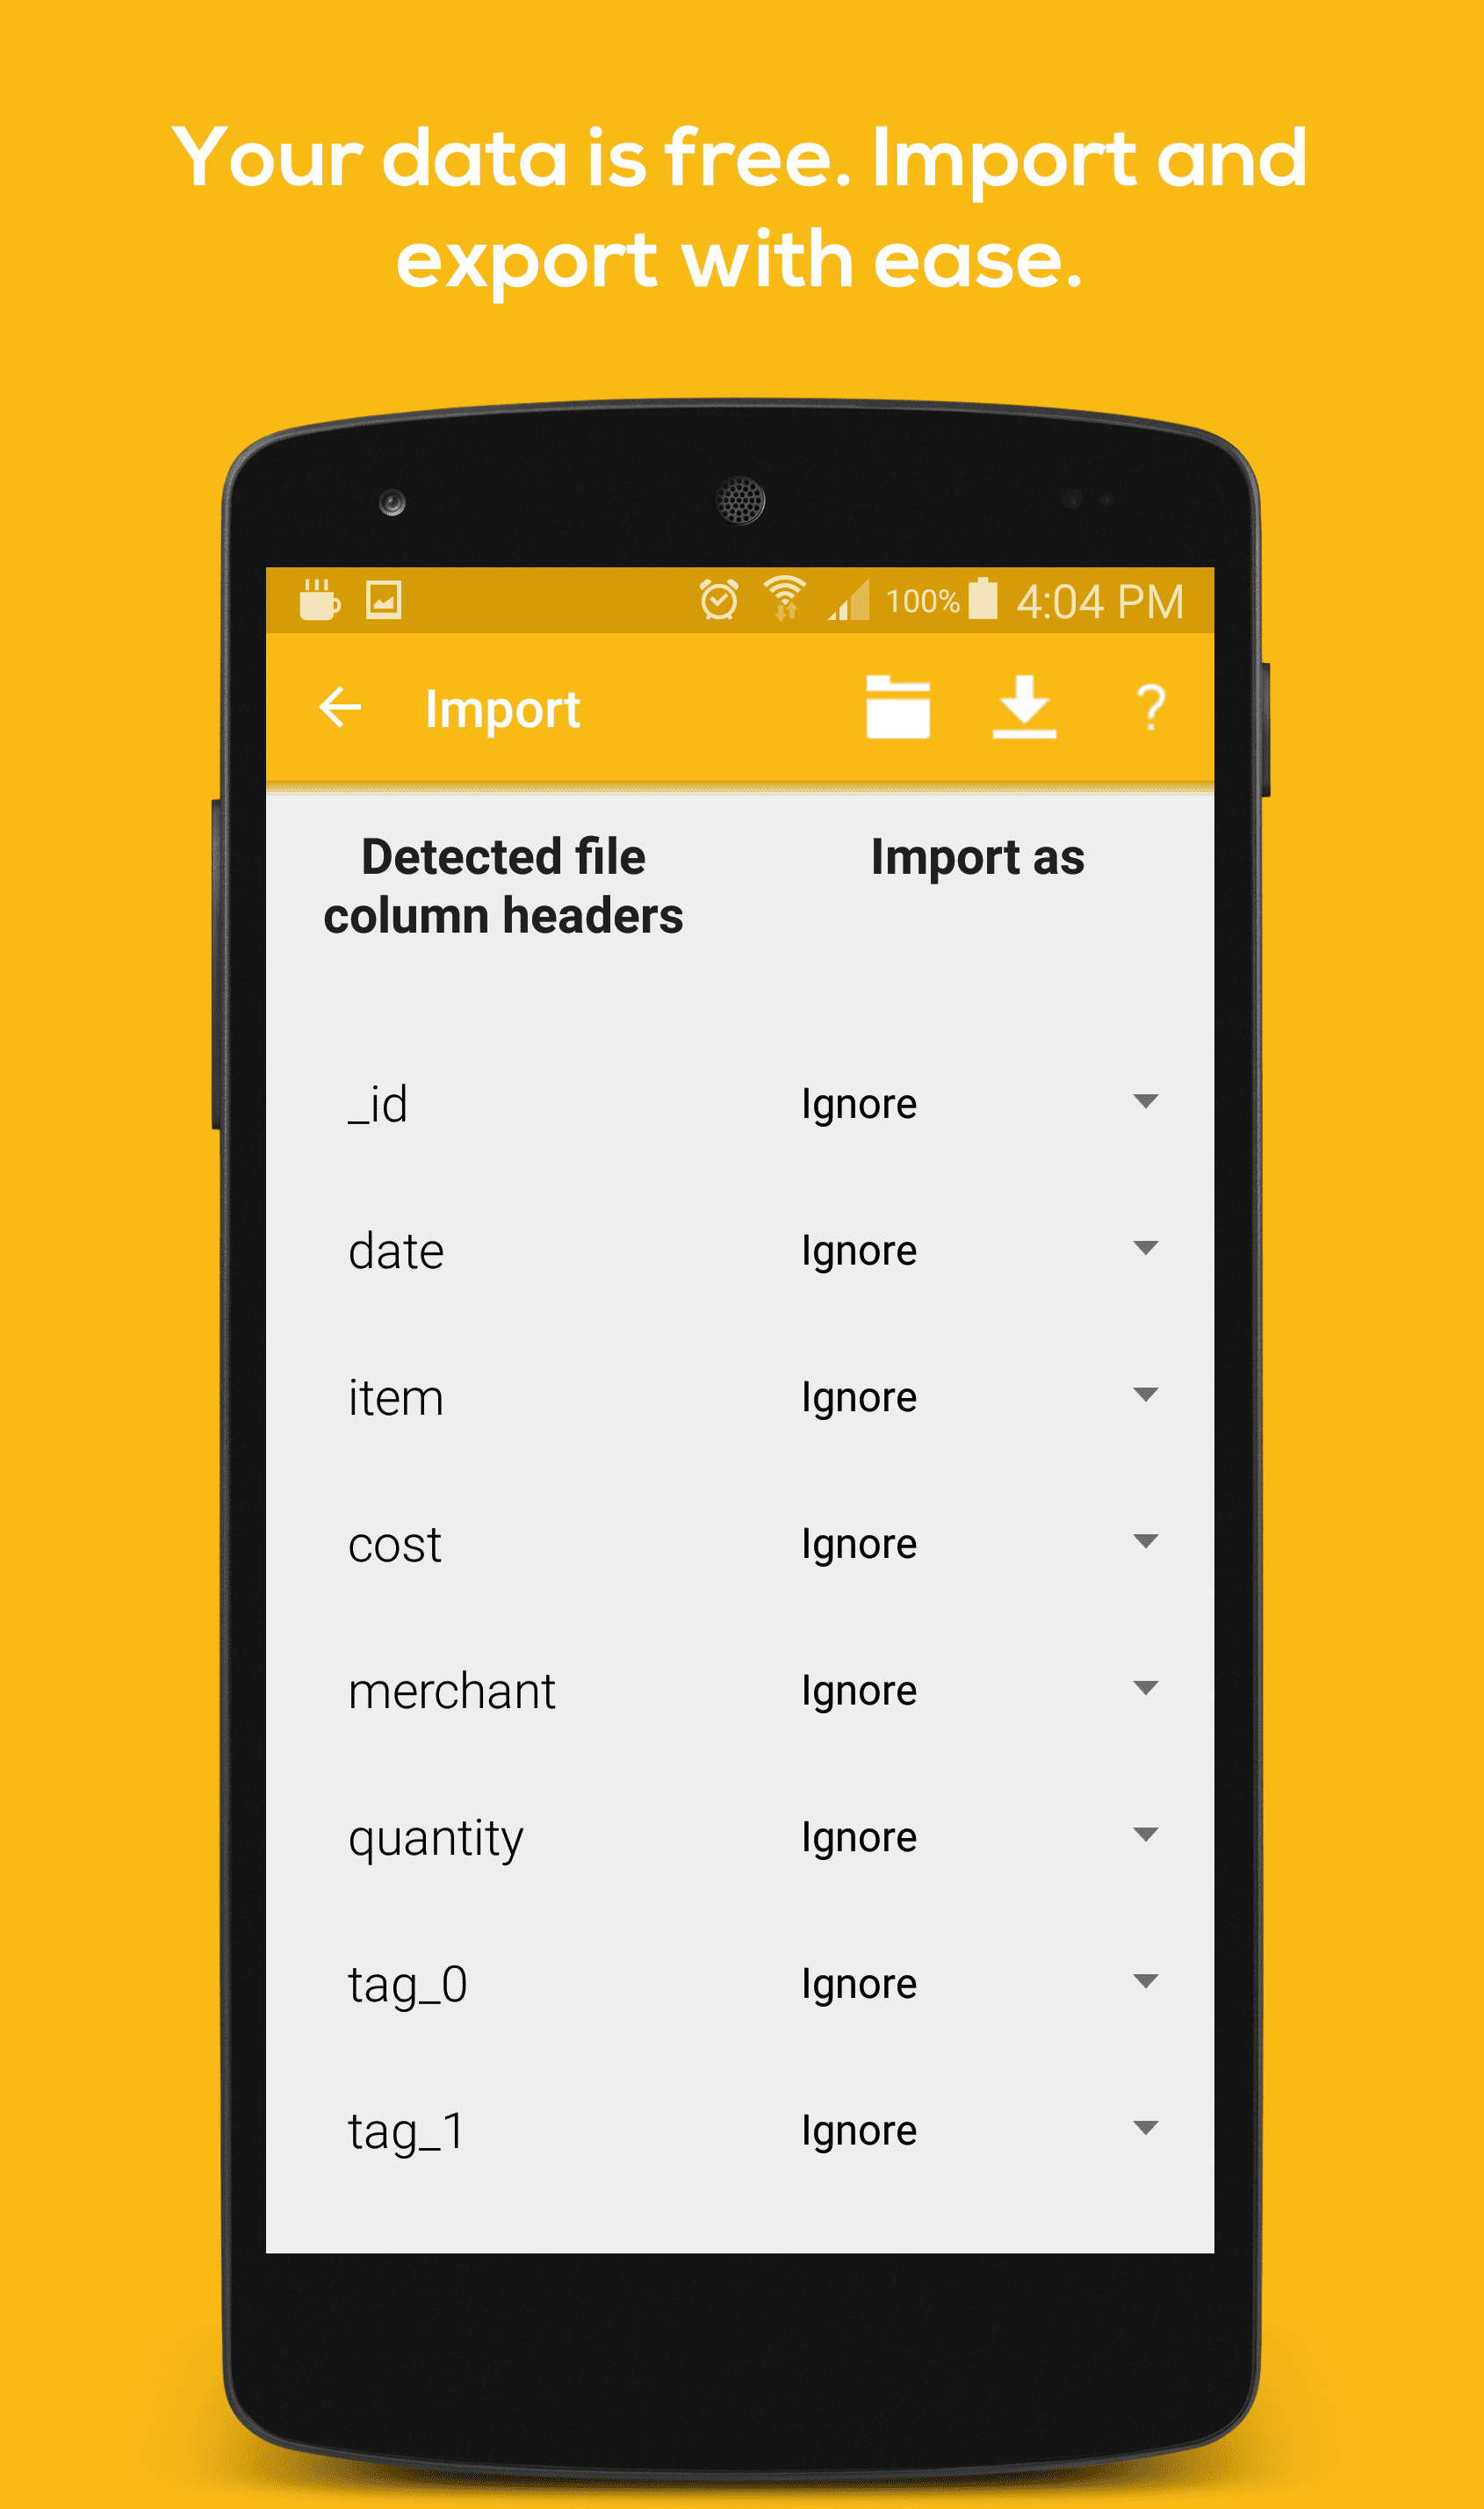 Your data is free. Import and
export with ease.
100% 4:04 PM
Import ?
Detected file Import as
column headers
_id Ignore
date Ignore
item Ignore
cost Ignore
merchant Ignore
quantity Ignore
tag_0 Ignore
tag_1 Ignore